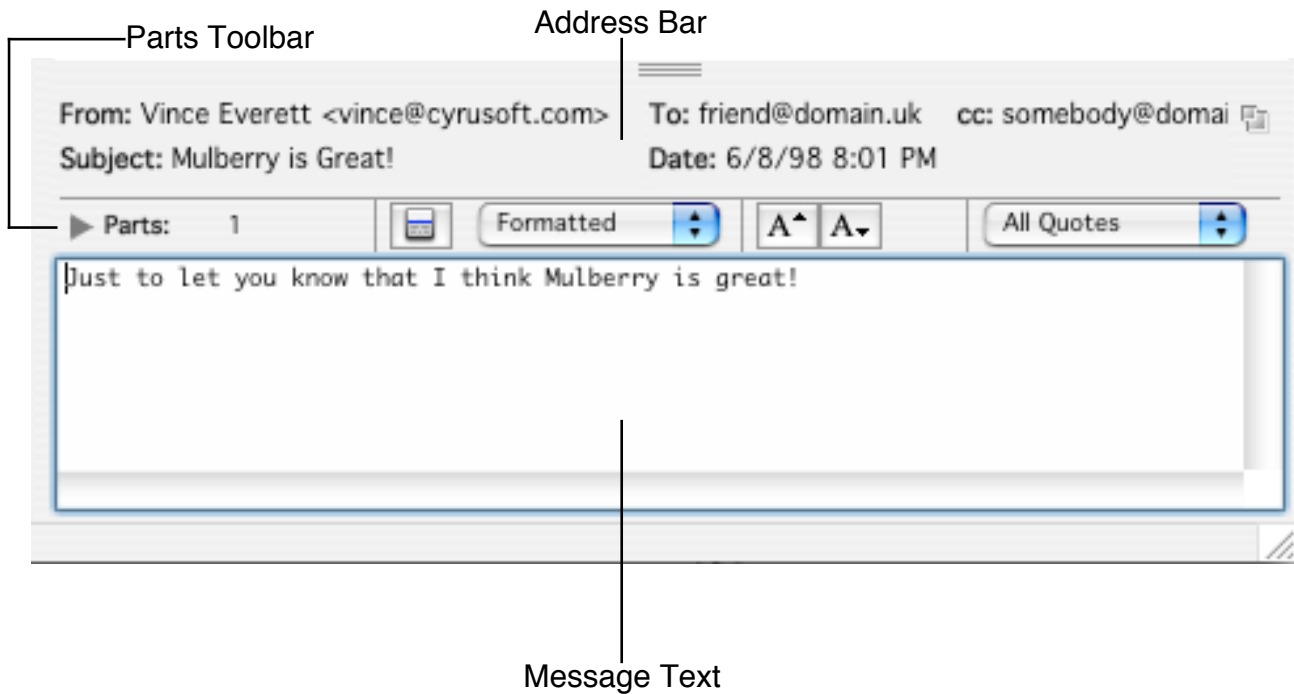 Parts Toolbar
Address Bar
From: Vince Everett <vince@cyrusoft.com> To: friend@domain.uk cc: somebody@domai
Subject: Mulberry is Great! Date: 6/8/98 8:01 PM
Parts: 1 Formatted A A All Quotes
Just to let you know that I think Mulberry is great!
Message Text